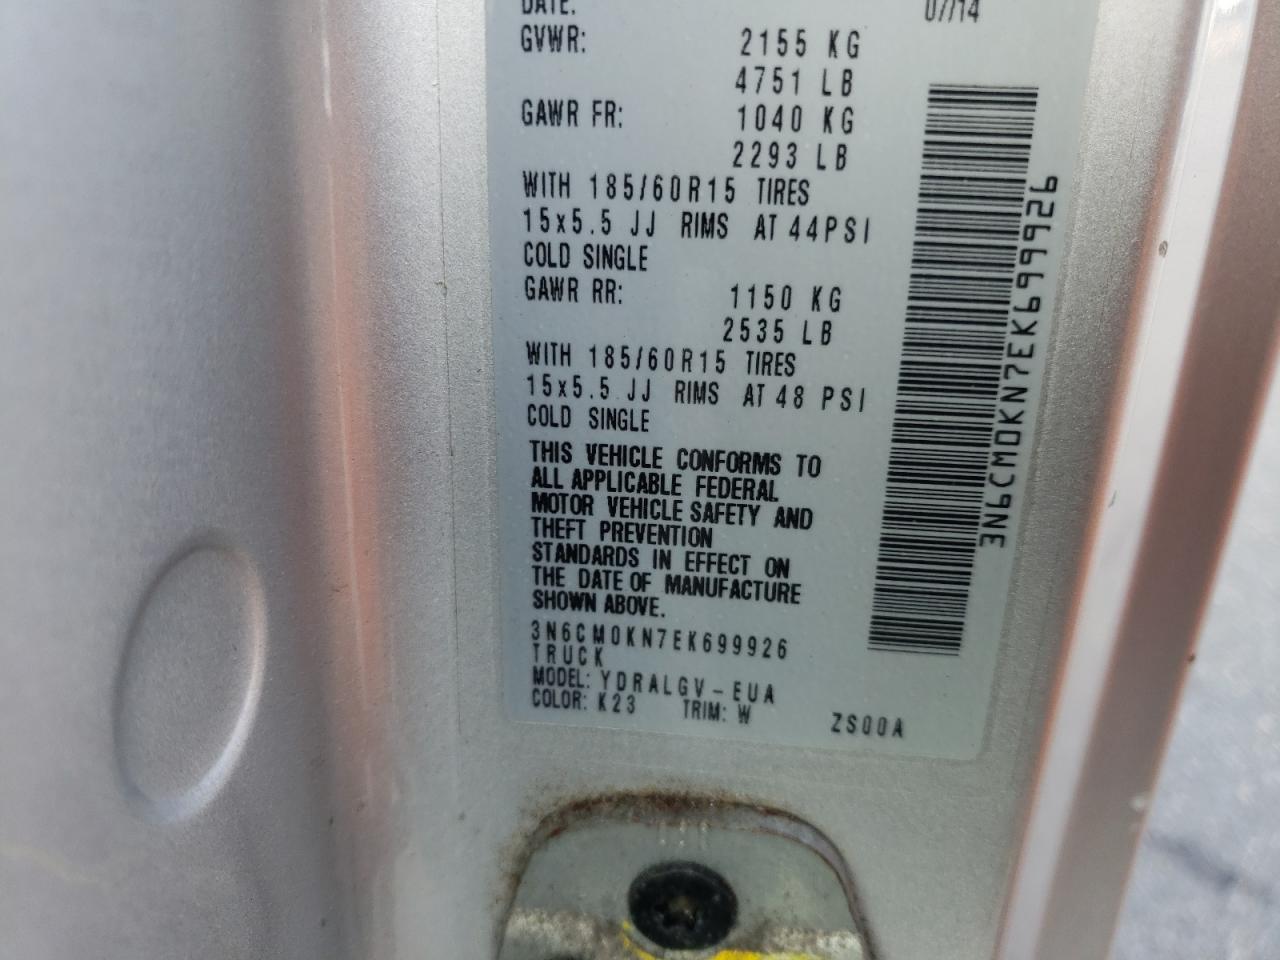 DATE: 07/14
GVWR: 2155 KG
4751 LB
GAWR FR: 1040 KG
2293 LB
WITH 185/60R15 TIRES
15x5.5 JJ RIMS AT 44PSI
COLD SINGLE
GAWR RR: 1150 KG
2535 LB
WITH 185/60R15 TIRES
15x5.5 JJ RIMS AT 48 PSI
COLD SINGLE
THIS VEHICLE CONFORMS TO
ALL APPLICABLE FEDERAL
MOTOR VEHICLE SAFETY AND
THEFT PREVENTION
STANDARDS IN EFFECT ON
THE DATE OF MANUFACTURE
SHOWN ABOVE.
3N6CM0KN7EK699926
TRUCK
MODEL: YDRALGV-EUA
COLOR: K23 TRIM: W ZS00A
3N6CM0KN7EK699926